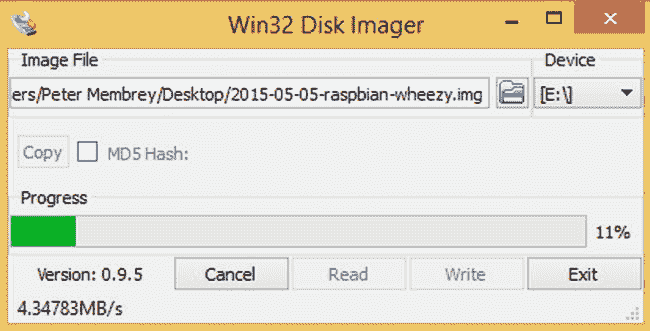 Win32 Disk Imager
Image File
Device
ers/Peter Membrey/Desktop/2015-05-05-raspbian-wheezy.img
[E:\]
Copy
MD5 Hash:
Progress
11%
Version: 0.9.5
Cancel
Read
Write
Exit
4.34783MB/s